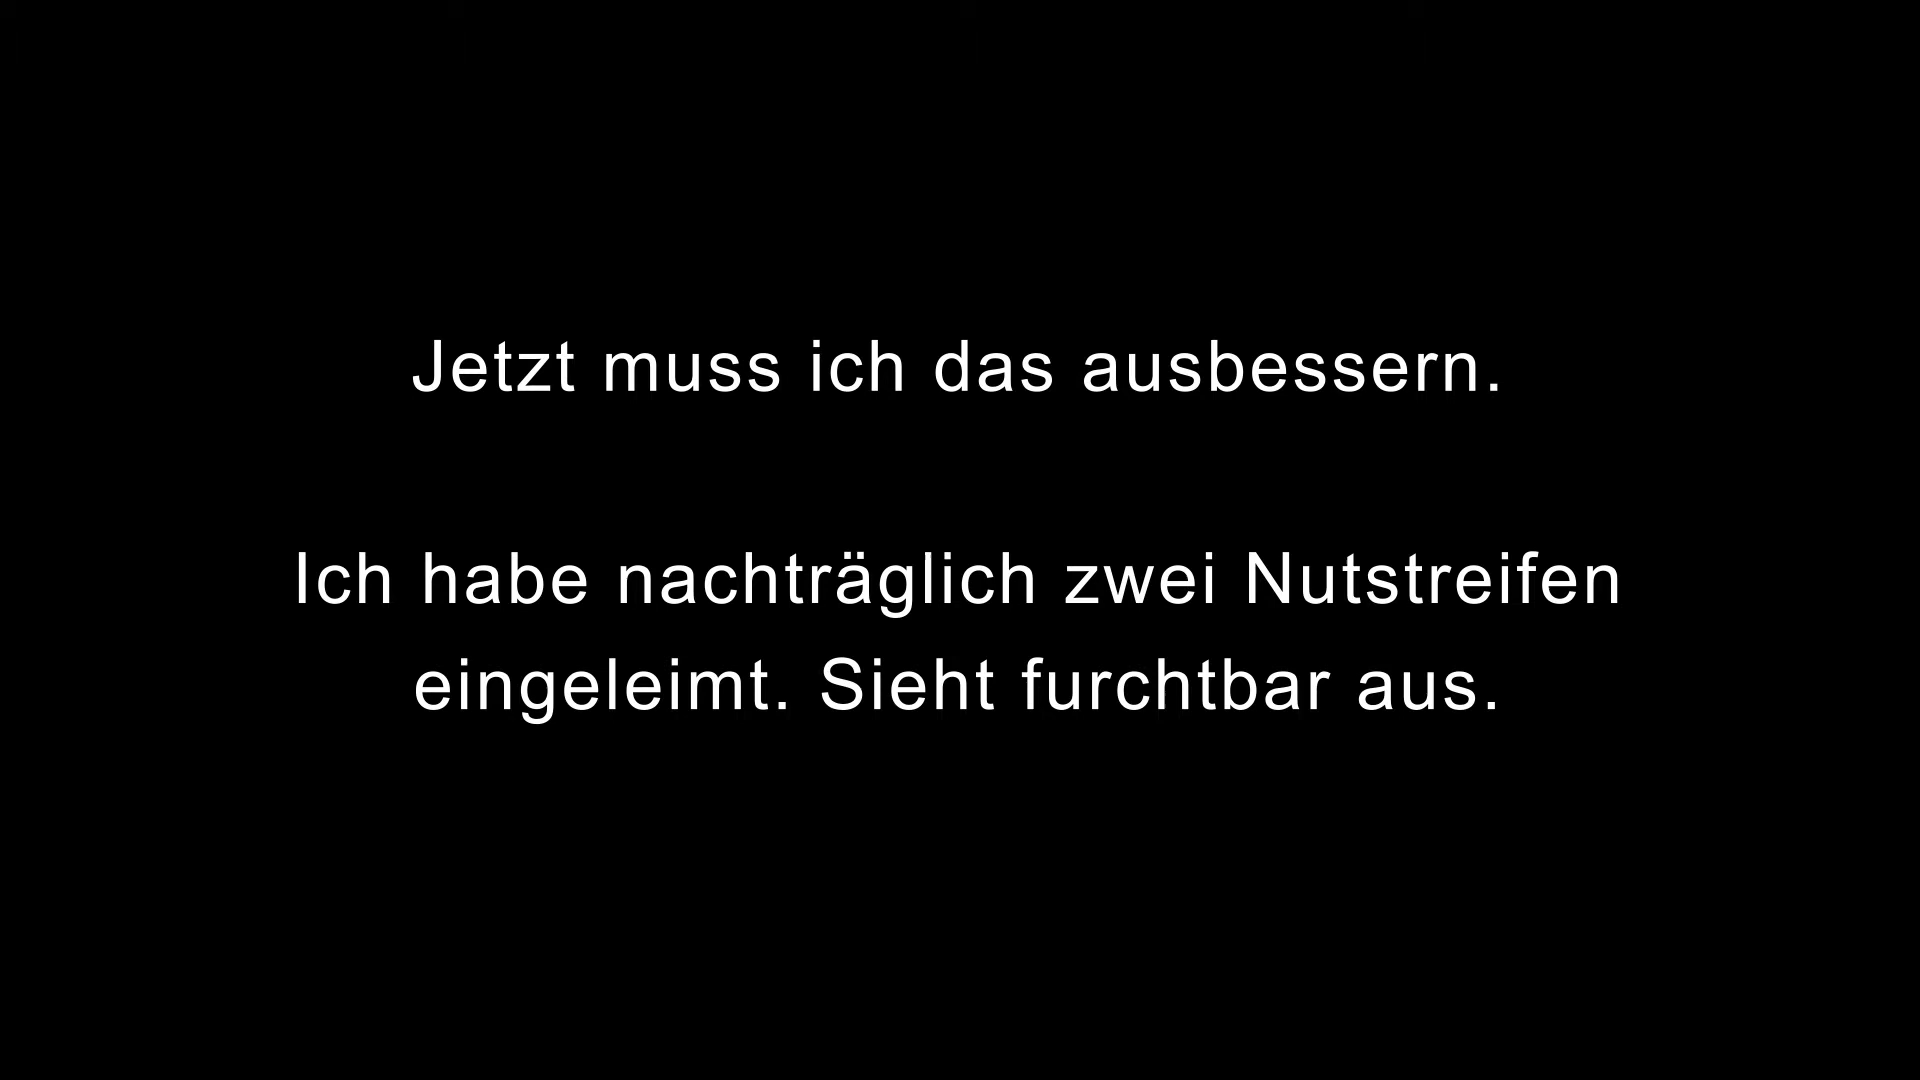 Jetzt muss ich das ausbessern.
Ich habe nachträglich zwei Nutstreifen
eingeleimt. Sieht furchtbar aus.